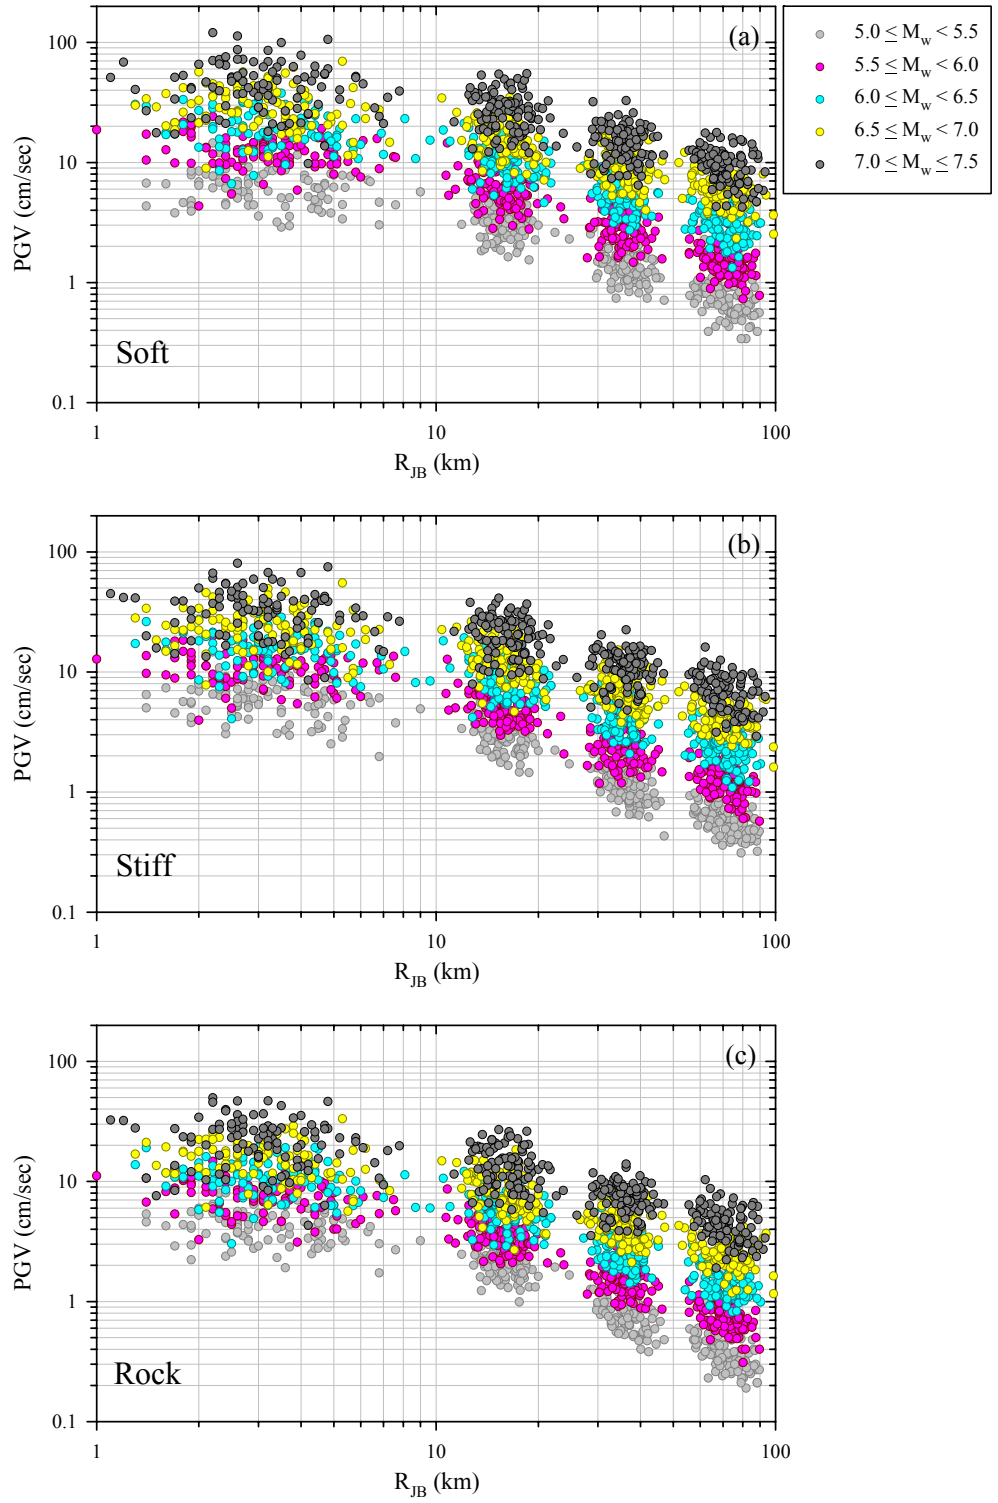 (a)
100
10
1
0.1
PGV (cm/sec)
Soft
1
10
100
R_JB (km)
5.0 ≤ M_w < 5.5
5.5 ≤ M_w < 6.0
6.0 ≤ M_w < 6.5
6.5 ≤ M_w < 7.0
7.0 ≤ M_w ≤ 7.5
(b)
100
10
1
0.1
PGV (cm/sec)
Stiff
1
10
100
R_JB (km)
(c)
100
10
1
0.1
PGV (cm/sec)
Rock
1
10
100
R_JB (km)